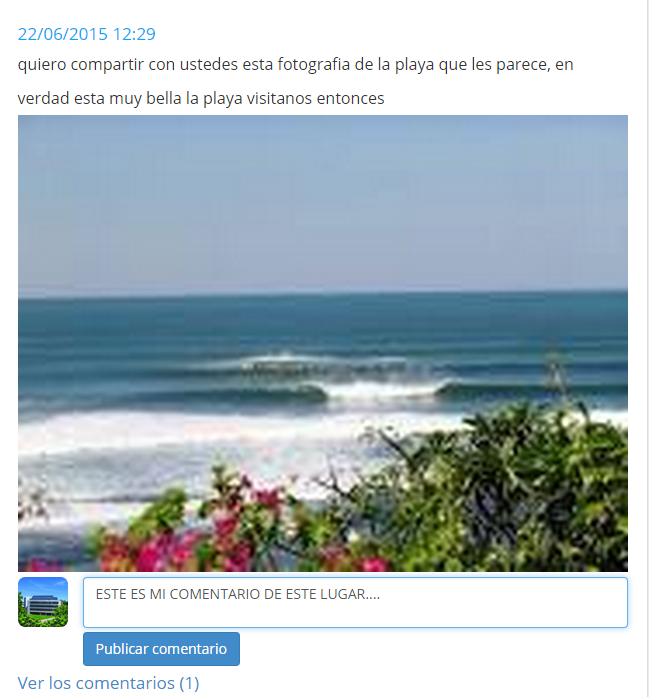 22/06/2015 12:29
quiero compartir con ustedes esta fotografia de la playa que les parece, en
verdad esta muy bella la playa visitanos entonces
ESTE ES MI COMENTARIO DE ESTE LUGAR....
Publicar comentario
Ver los comentarios (1)